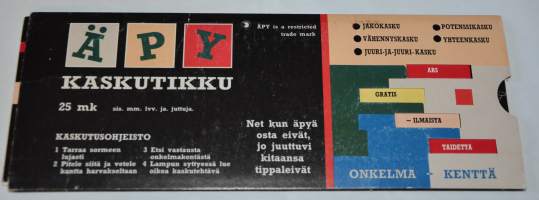 ÄPY
KASKUTIKKU
25 mk sis. mm. lvv. ja. juttuja.
KASKUTUSOHJEISTO
1 Tarraa sormeen lujasti
2 Pitele siitä ja vetele kuntta harvakseltaan
3 Etsi vastausta onkelmakentästä
4 Lampun syttyessä lue oikea kaskutehtävä
ÄPY is a restricted
trade mark
Net kun äpyä
osta eivät,
jo juuttuvi
kitaansa
tippaleivät
JAKOKASKU
POTENSSIKASKU
VÄHENNYSKASKU
YHTEENKASKU
JUURI-JA-JUURI-KASKU
ARS
GRATIS
– ILMAISTA
TAIDETTA
ONKELMA - KENTTÄ